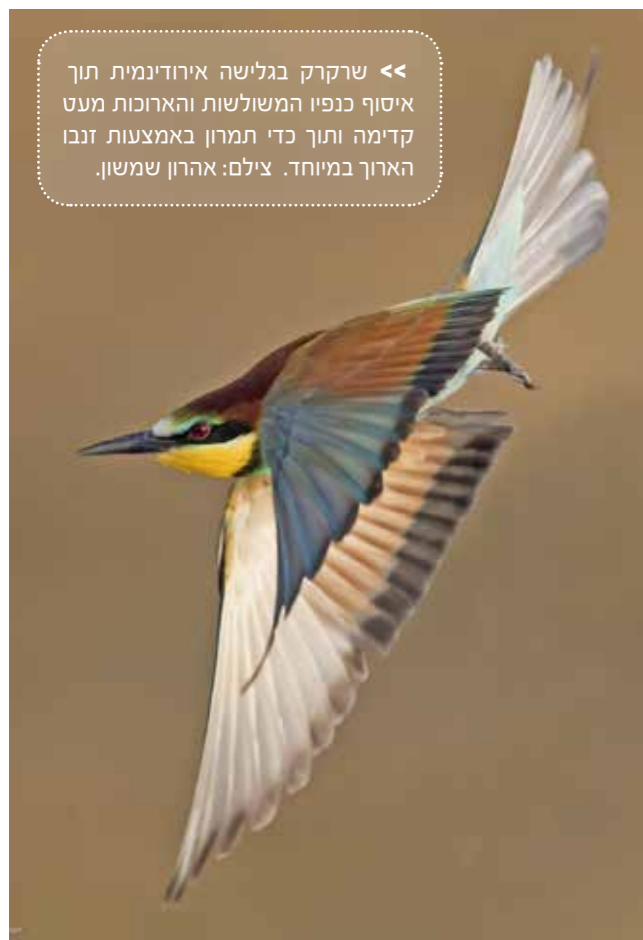 >> שרקרק בגלישה אירודינמית תוך
איסוף כנפיו המשולשות והארוכות מעט
קדימה ותוך כדי תמרון באמצעות זנבו
הארוך במיוחד. צילם: אהרון שמשון.